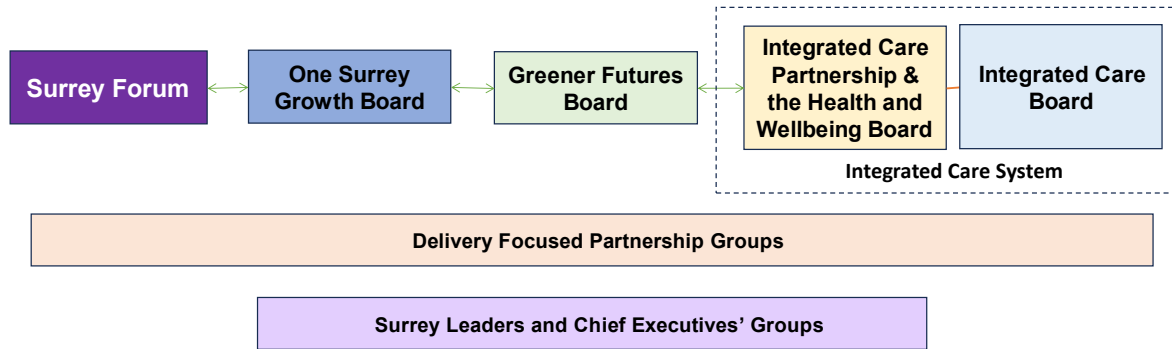 Surrey Forum
One Surrey
Growth Board
Greener Futures
Board
Integrated Care
Partnership &
the Health and
Wellbeing Board
Integrated Care
Board
Integrated Care System
Delivery Focused Partnership Groups
Surrey Leaders and Chief Executives’ Groups